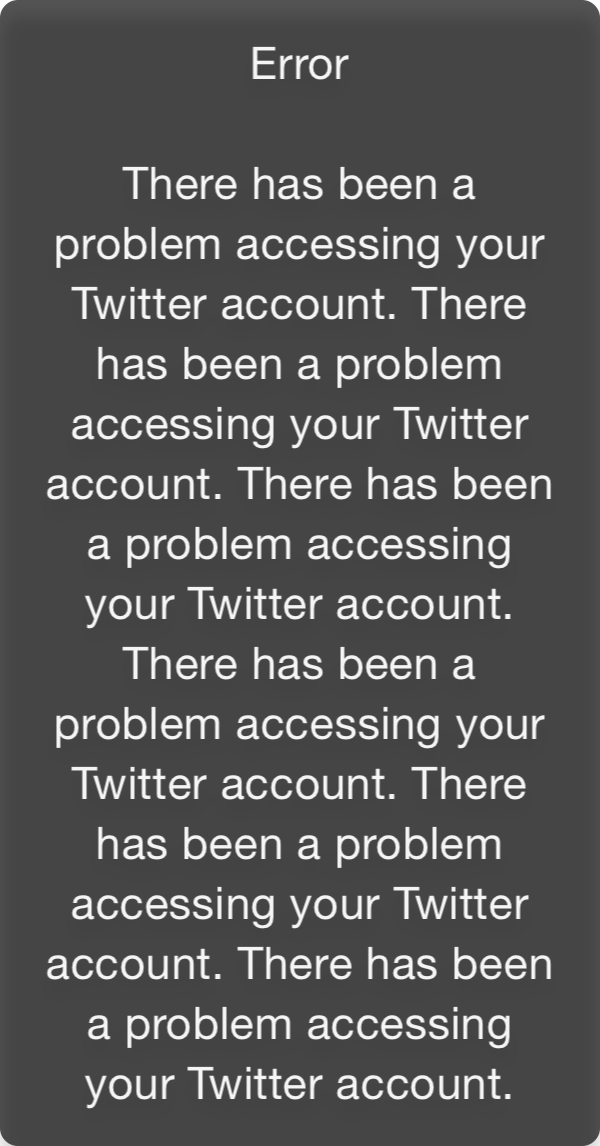 Error
There has been a
problem accessing your
Twitter account. There
has been a problem
accessing your Twitter
account. There has been
a problem accessing
your Twitter account.
There has been a
problem accessing your
Twitter account. There
has been a problem
accessing your Twitter
account. There has been
a problem accessing
your Twitter account.